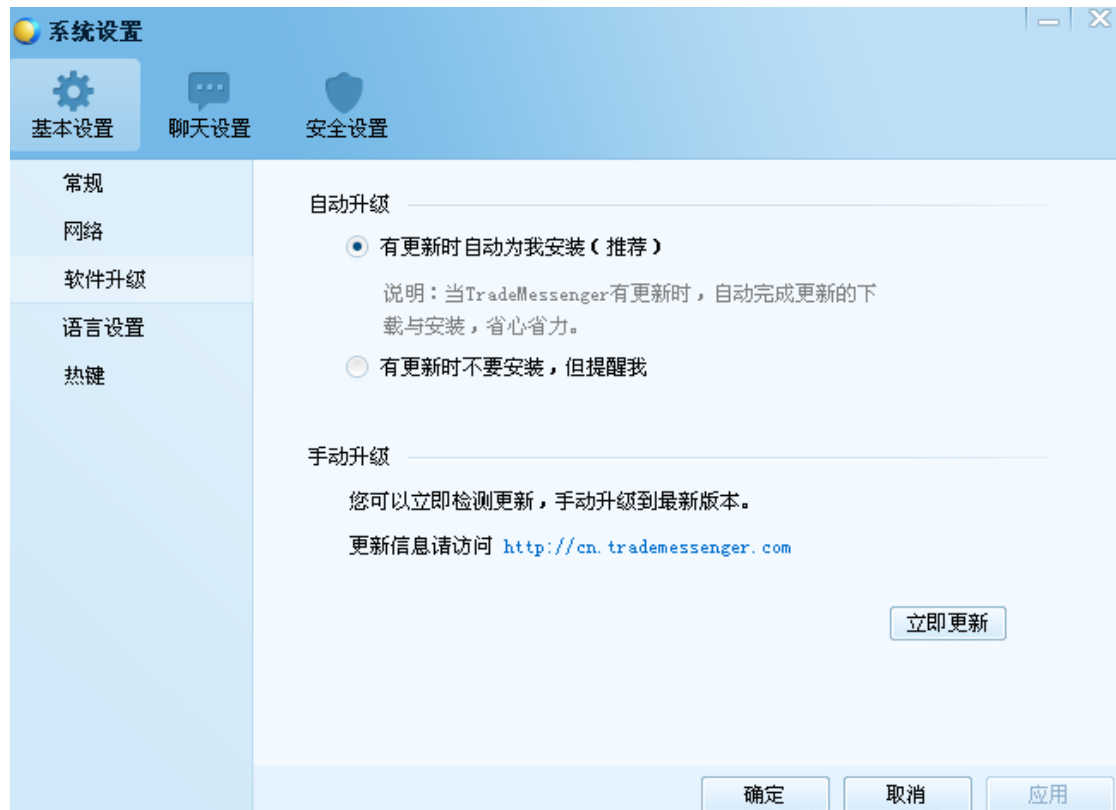 系统设置
基本设置
聊天设置
安全设置
常规
网络
软件升级
语言设置
热键
自动升级
有更新时自动为我安装(推荐)
说明：当TradeMessenger有更新时，自动完成更新的下
载与安装，省心省力。
有更新时不要安装，但提醒我
手动升级
您可以立即检测更新，手动升级到最新版本。
更新信息请访问 http://cn.trademessenger.com
立即更新
确定
取消
应用